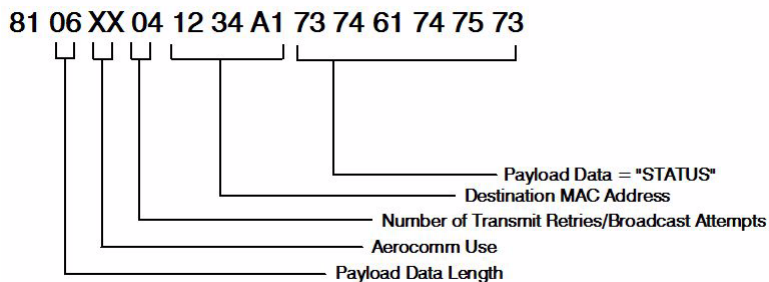 81 06 XX 04 12 34 A1 73 74 61 74 75 73
Payload Data = "STATUS"
Destination MAC Address
Number of Transmit Retries/Broadcast Attempts
Aerocomm Use
Payload Data Length